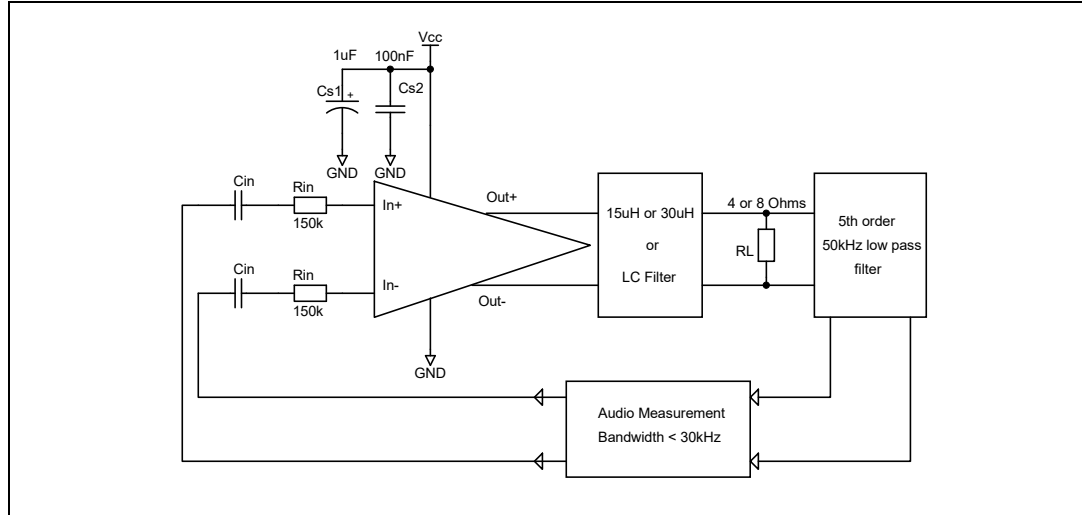 Vcc
1uF
100nF
Cs1
+
Cs2
GND
GND
Cin
Rin
In+
150k
Out+
15uH or 30uH
or
LC Filter
4 or 8 Ohms
RL
5th order
50kHz low pass
filter
Cin
Rin
In-
150k
Out-
GND
Audio Measurement
Bandwidth < 30kHz